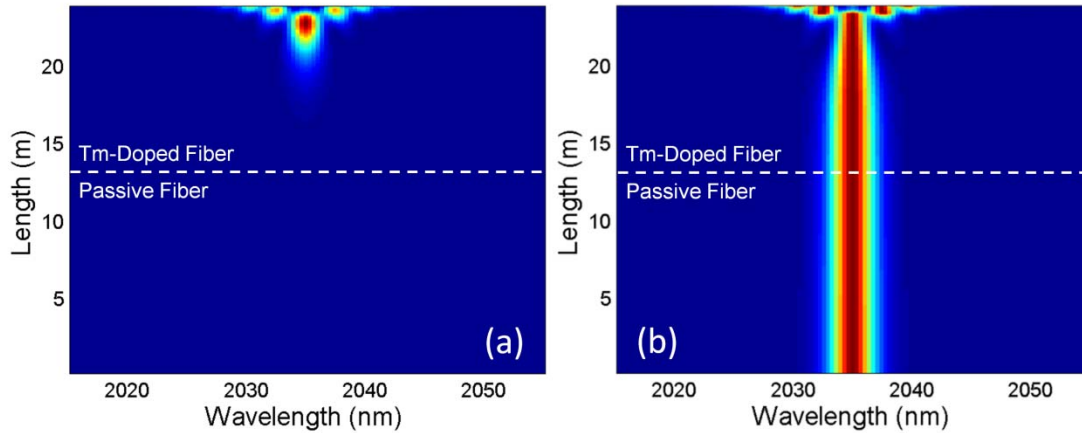 20
15
10
5
Length (m)
Tm-Doped Fiber
Passive Fiber
(a)
2020 2030 2040 2050
Wavelength (nm)
20
15
10
5
Length (m)
Tm-Doped Fiber
Passive Fiber
(b)
2020 2030 2040 2050
Wavelength (nm)